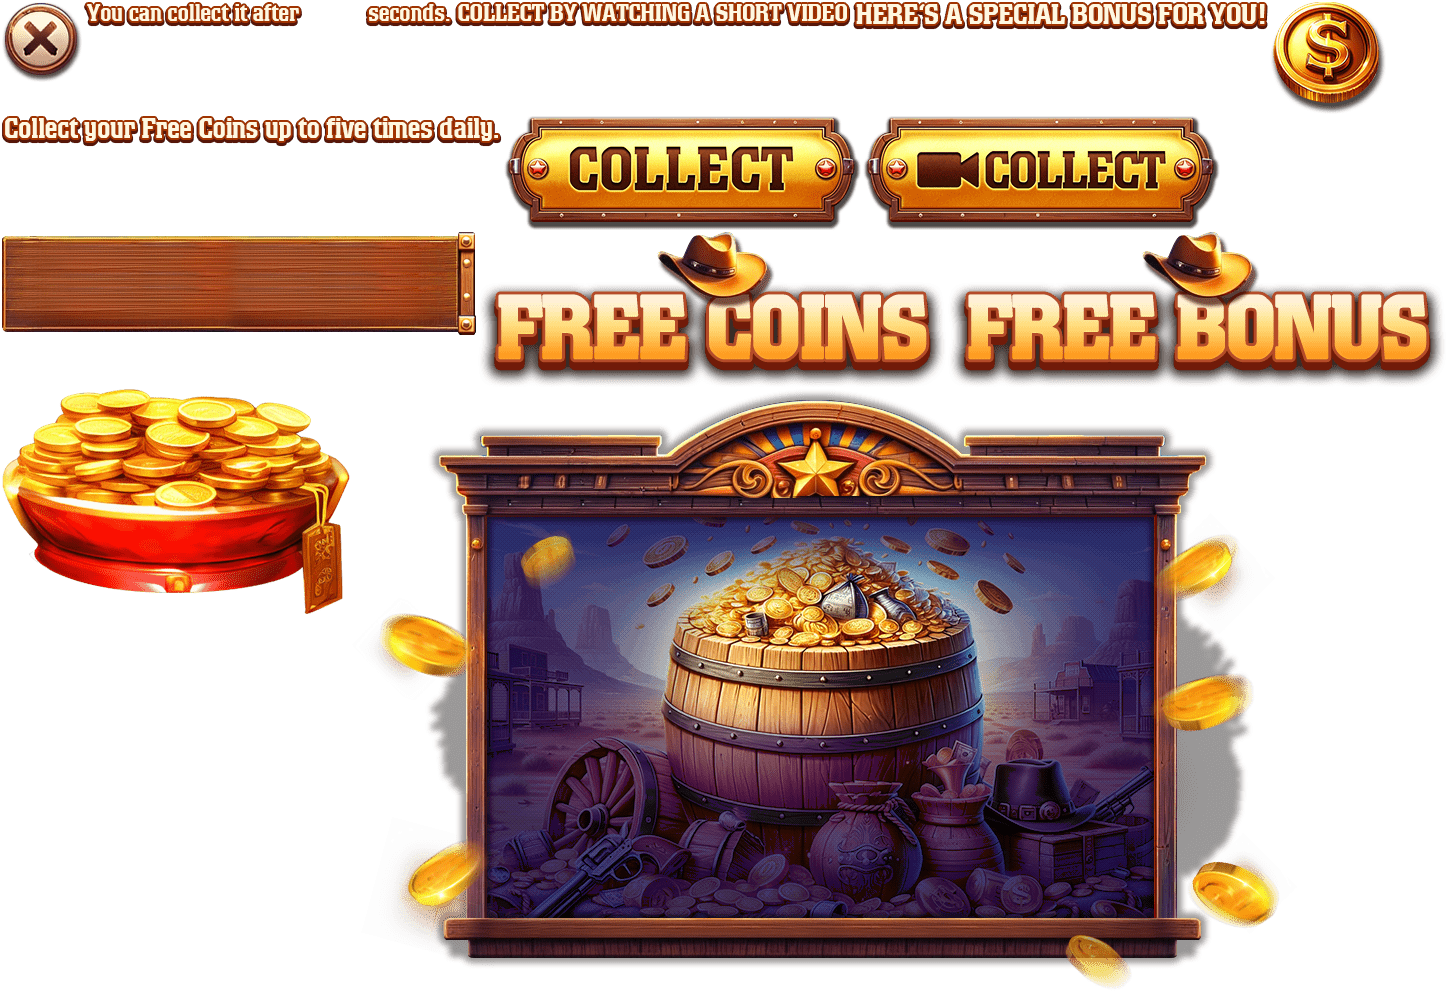 You can collect it after seconds.
COLLECT BY WATCHING A SHORT VIDEO
HERE'S A SPECIAL BONUS FOR YOU!
$
Collect your Free Coins up to five times daily.
COLLECT
COLLECT
FREE COINS
FREE BONUS